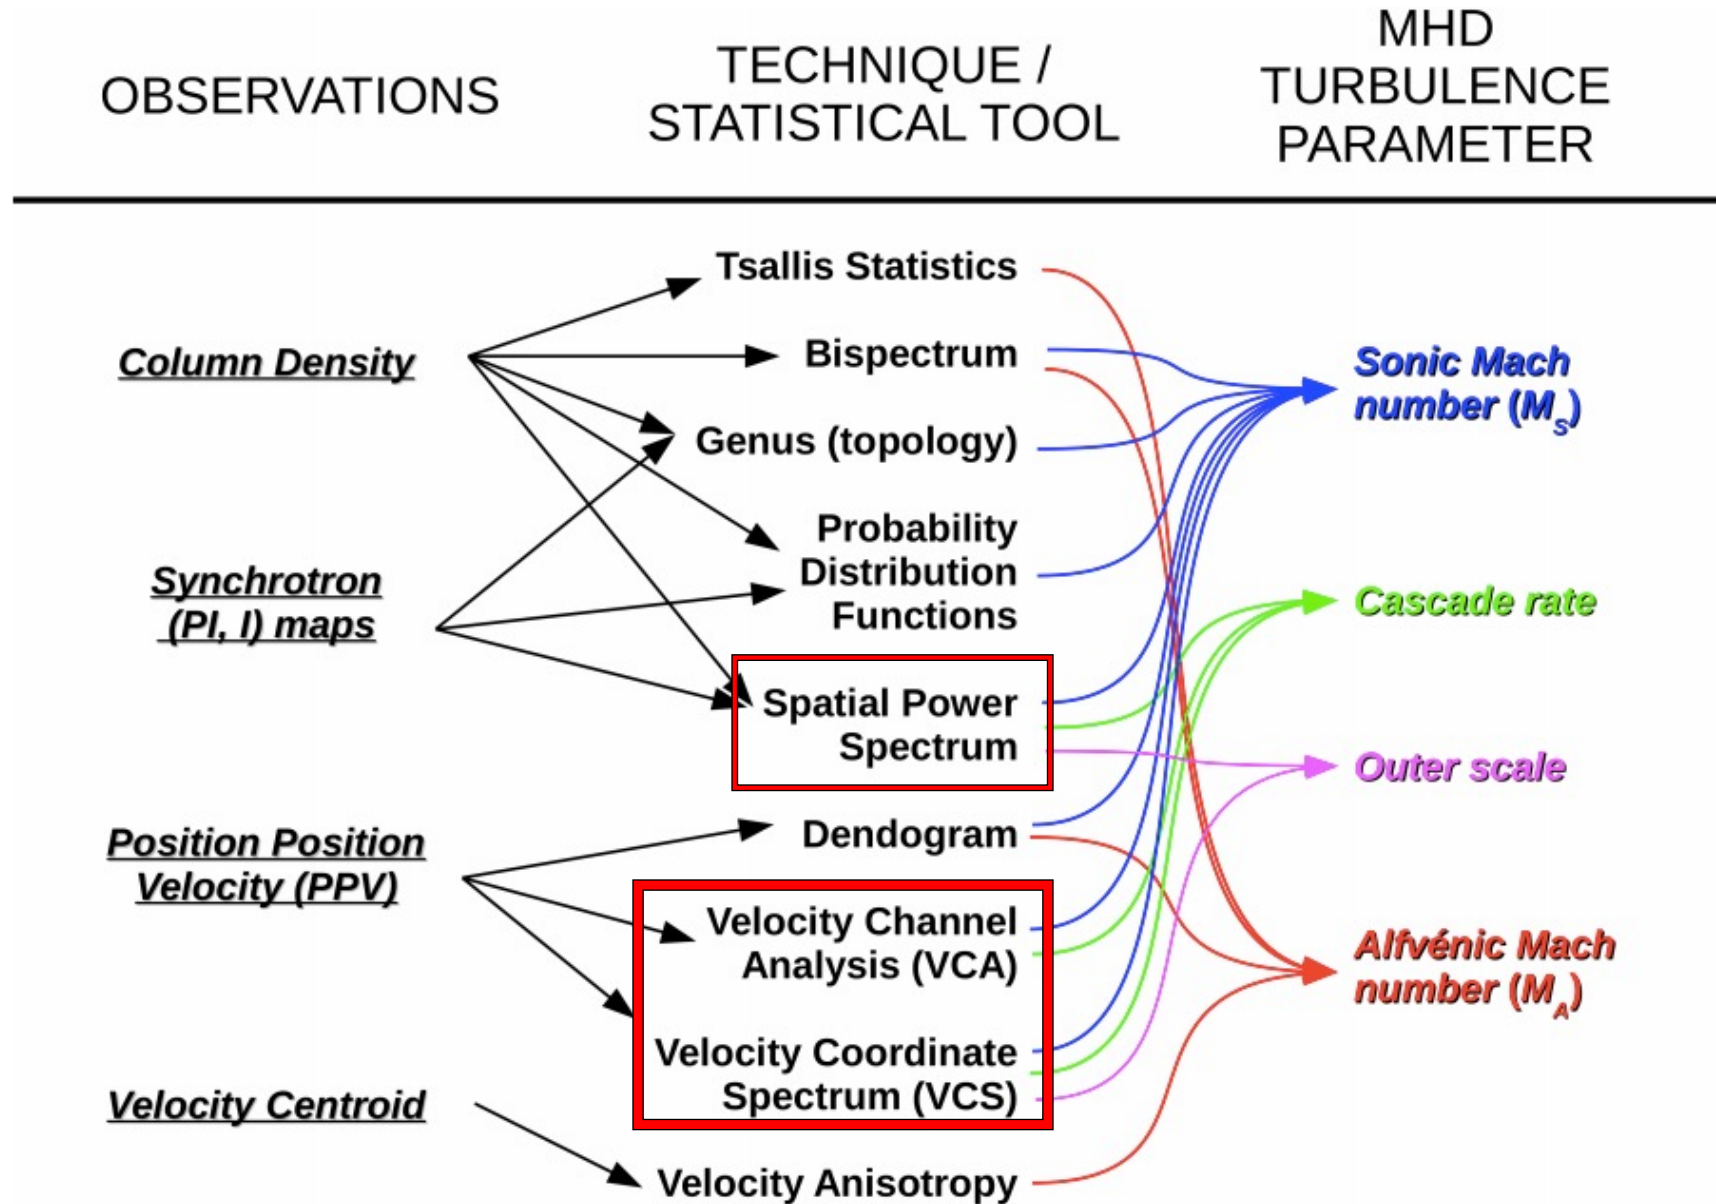 OBSERVATIONS
TECHNIQUE /
STATISTICAL TOOL
MHD
TURBULENCE
PARAMETER
Column Density
Synchrotron
(PI, I) maps
Position Position
Velocity (PPV)
Velocity Centroid
Tsallis Statistics
Bispectrum
Genus (topology)
Probability
Distribution
Functions
Spatial Power
Spectrum
Dendogram
Velocity Channel
Analysis (VCA)
Velocity Coordinate
Spectrum (VCS)
Velocity Anisotropy
Sonic Mach
number (MS)
Cascade rate
Outer scale
Alfvénic Mach
number (MA)